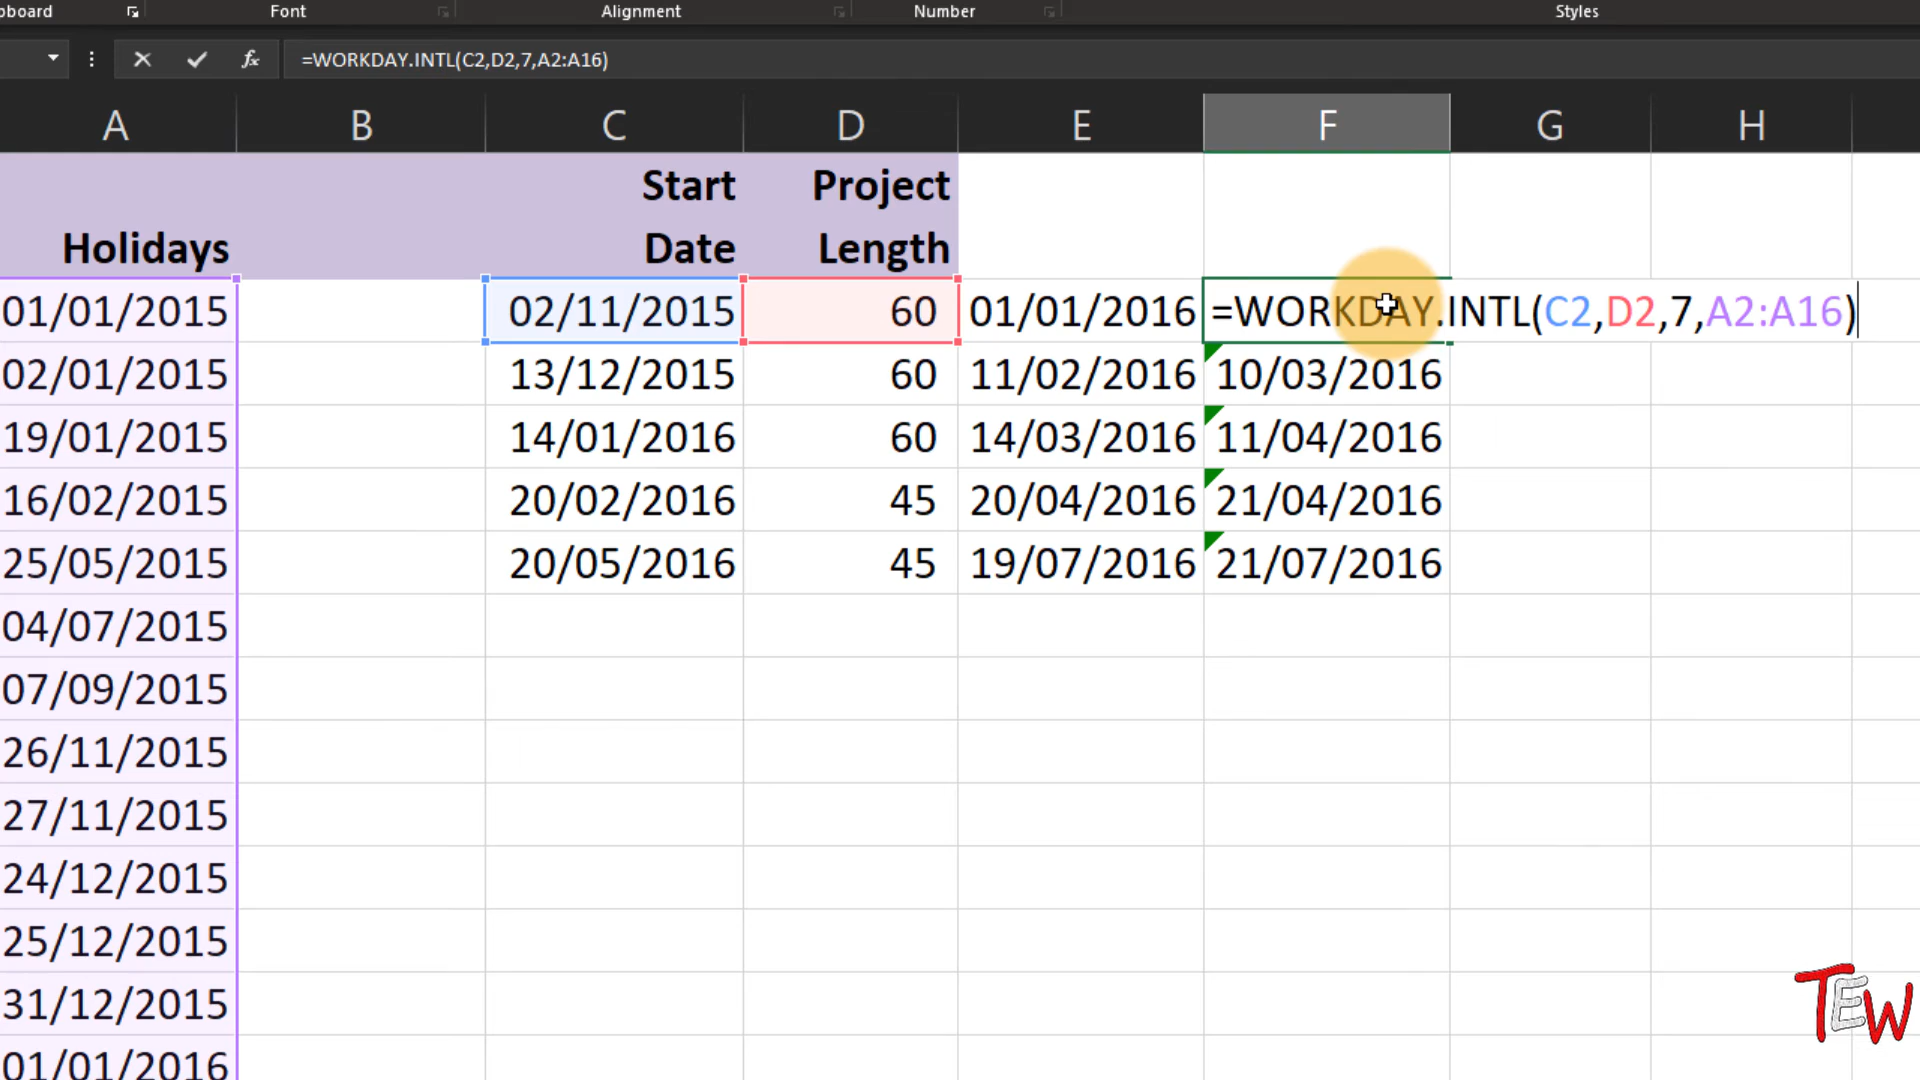 pboard Font Alignment Number Styles
fx =WORKDAY.INTL(C2,D2,7,A2:A16)
A B C D E F G H
Holidays Start Date Project Length
01/01/2015 02/11/2015 60 01/01/2016 =WORKDAY.INTL(C2,D2,7,A2:A16)
02/01/2015 13/12/2015 60 11/02/2016 10/03/2016
19/01/2015 14/01/2016 60 14/03/2016 11/04/2016
16/02/2015 20/02/2016 45 20/04/2016 21/04/2016
25/05/2015 20/05/2016 45 19/07/2016 21/07/2016
04/07/2015
07/09/2015
26/11/2015
27/11/2015
24/12/2015
25/12/2015
31/12/2015
01/01/2016
TEW